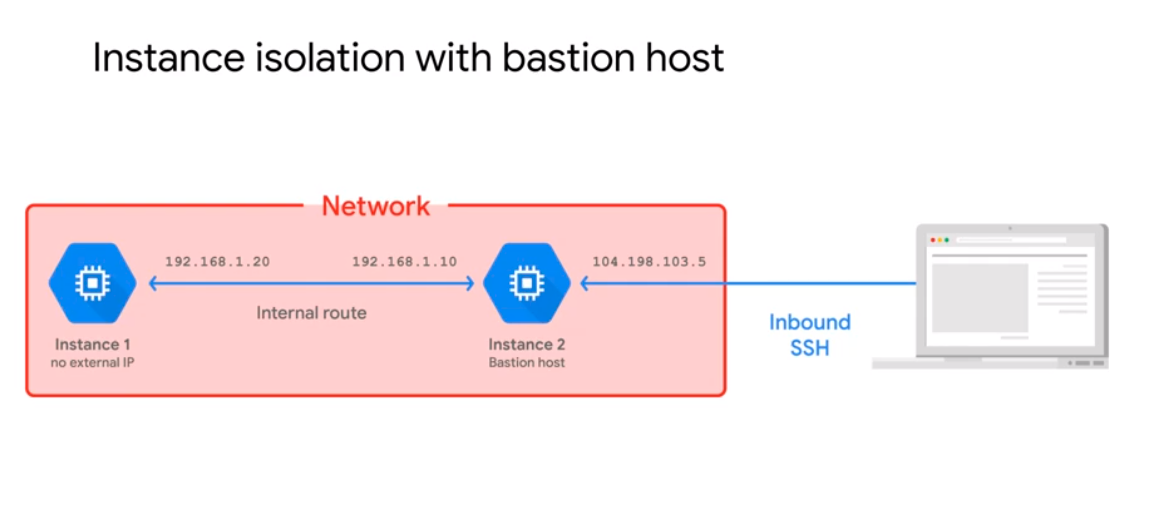 Instance isolation with bastion host
Network
192.168.1.20
192.168.1.10
104.198.103.5
Internal route
Inbound
SSH
Instance 1
no external IP
Instance 2
Bastion host